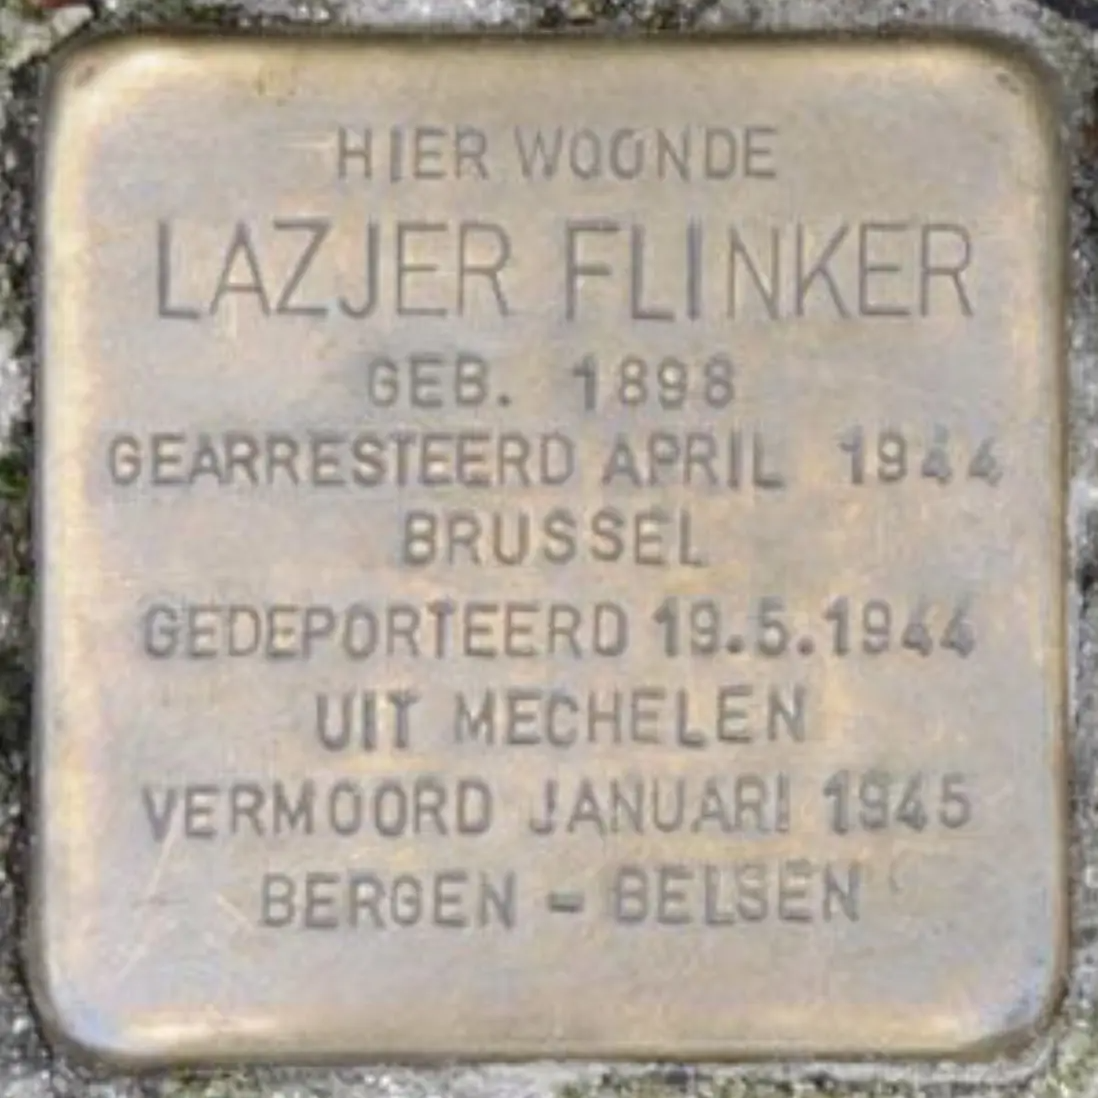 HIER WOONDE
LAZJER FLINKER
GEB. 1898
GEARRESTEERD APRIL 1944
BRUSSEL
GEDEPORTEERD 19.5.1944
UIT MECHELEN
VERMOORD JANUARI 1945
BERGEN - BELSEN